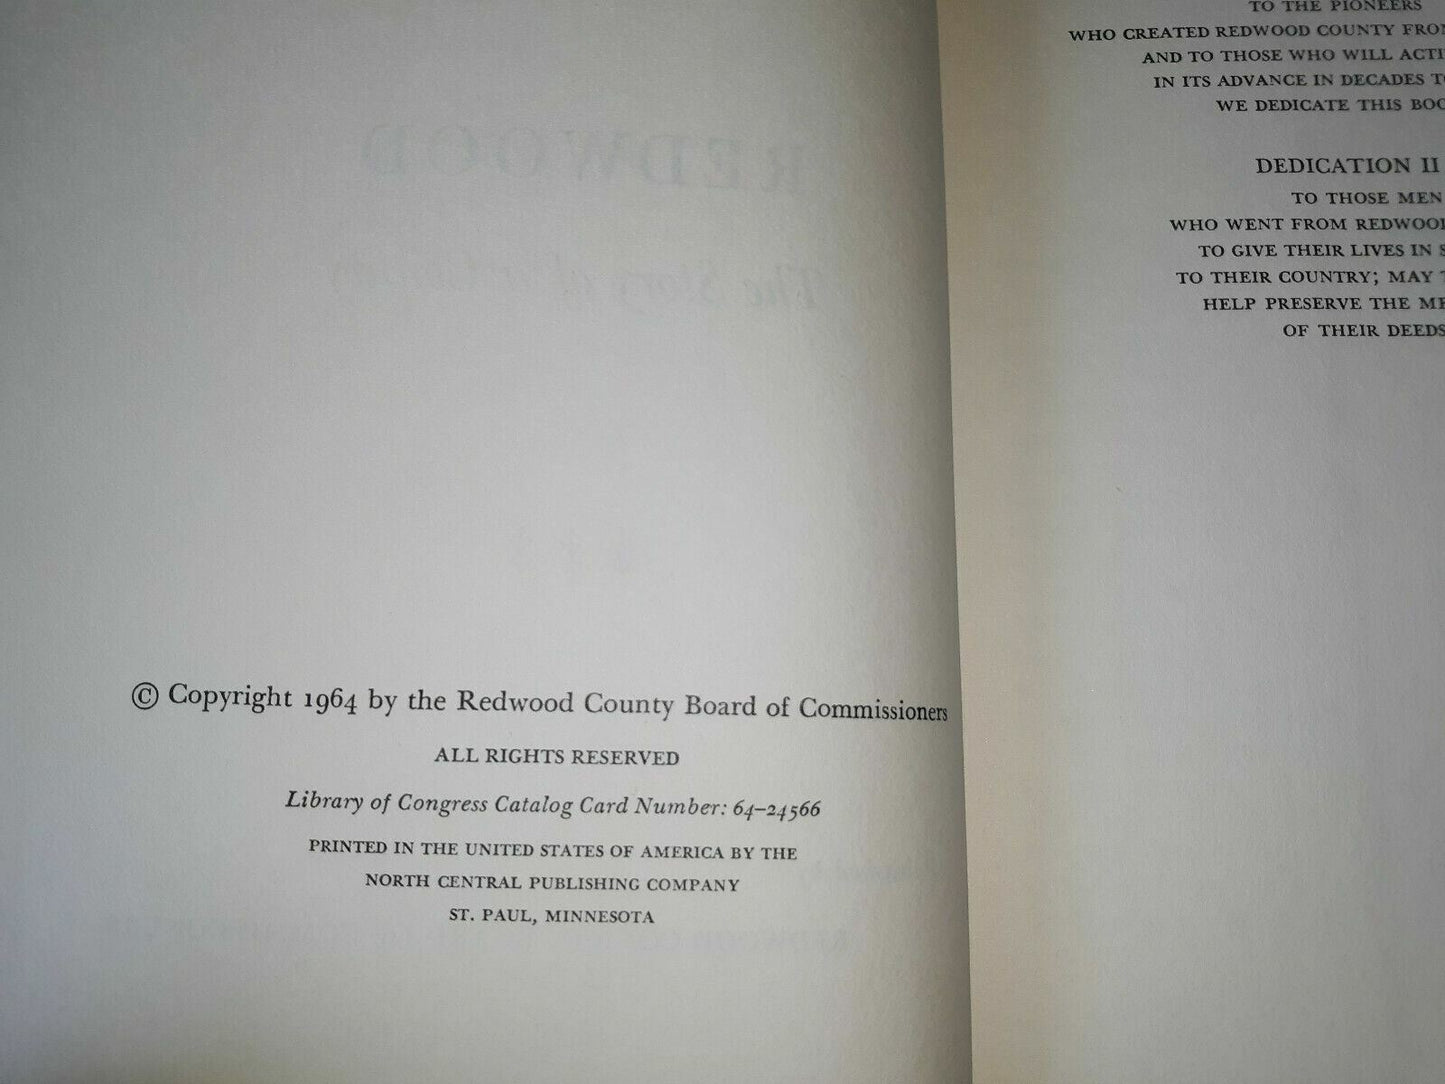 © Copyright 1964 by the Redwood County Board of Commissioners
ALL RIGHTS RESERVED
Library of Congress Catalog Card Number: 64–24566
PRINTED IN THE UNITED STATES OF AMERICA BY THE
NORTH CENTRAL PUBLISHING COMPANY
ST. PAUL, MINNESOTA
TO THE PIONEERS
WHO CREATED REDWOOD COUNTY
AND TO THOSE WHO WILL
IN ITS ADVANCE IN DECADES
WE DEDICATE THIS
DEDICATION II
TO THOSE MEN
WHO WENT FROM
TO GIVE THEIR LIVES IN
TO THEIR COUNTRY; MAY
HELP PRESERVE THE
OF THEIR DEEDS